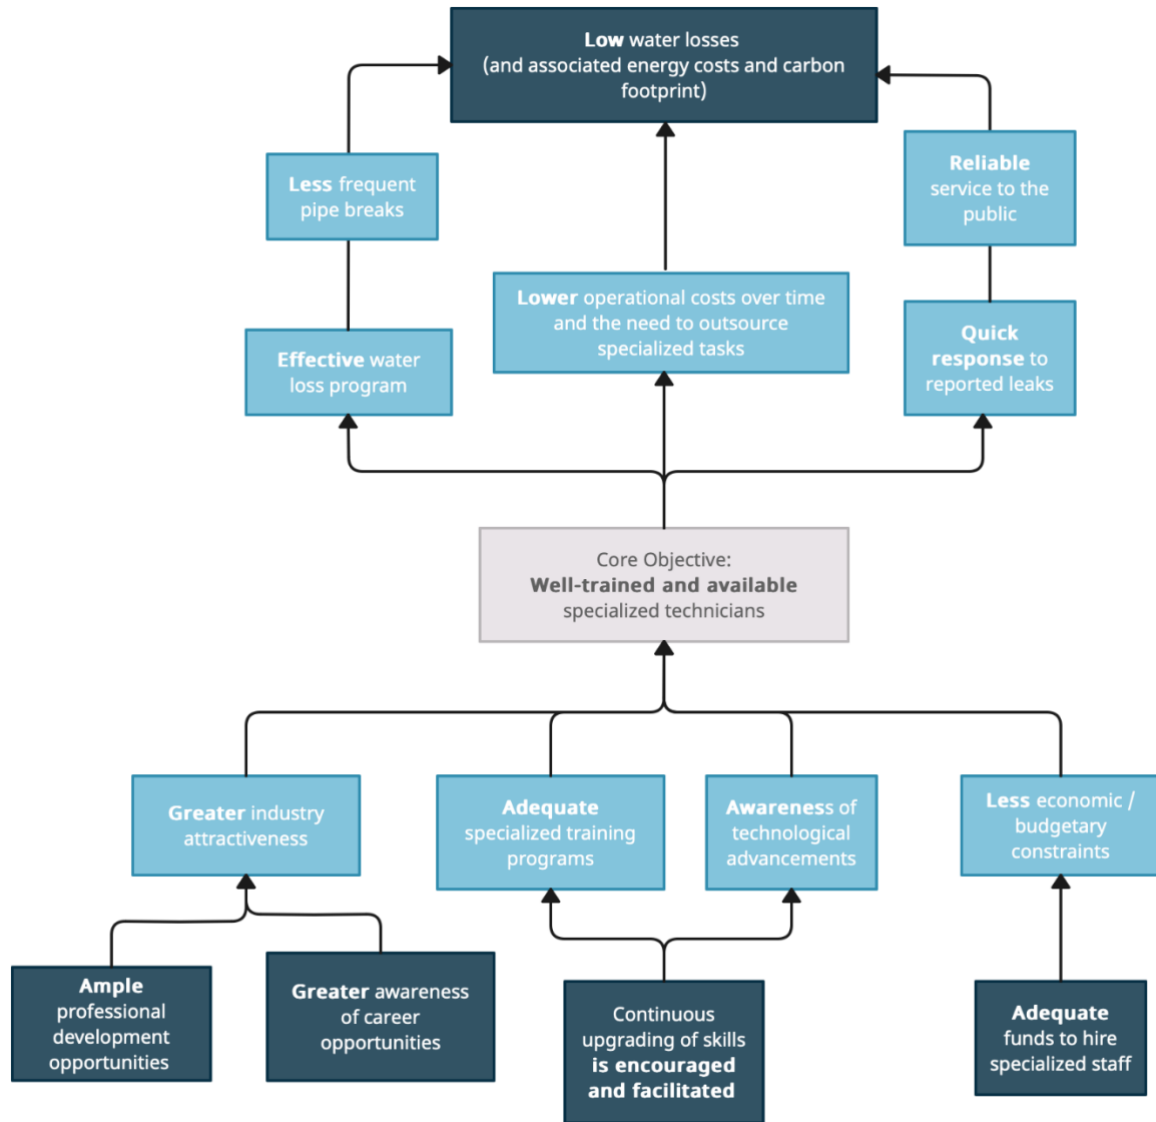 Low water losses
(and associated energy costs and carbon
footprint)
Less frequent
pipe breaks
Reliable
service to the
public
Lower operational costs over time
and the need to outsource
specialized tasks
Effective water
loss program
Quick
response to
reported leaks
Core Objective:
Well-trained and available
specialized technicians
Greater industry
attractiveness
Adequate
specialized training
programs
Awareness of
technological
advancements
Less economic /
budgetary
constraints
Ample
professional
development
opportunities
Greater awareness
of career
opportunities
Continuous
upgrading of skills
is encouraged
and facilitated
Adequate
funds to hire
specialized staff